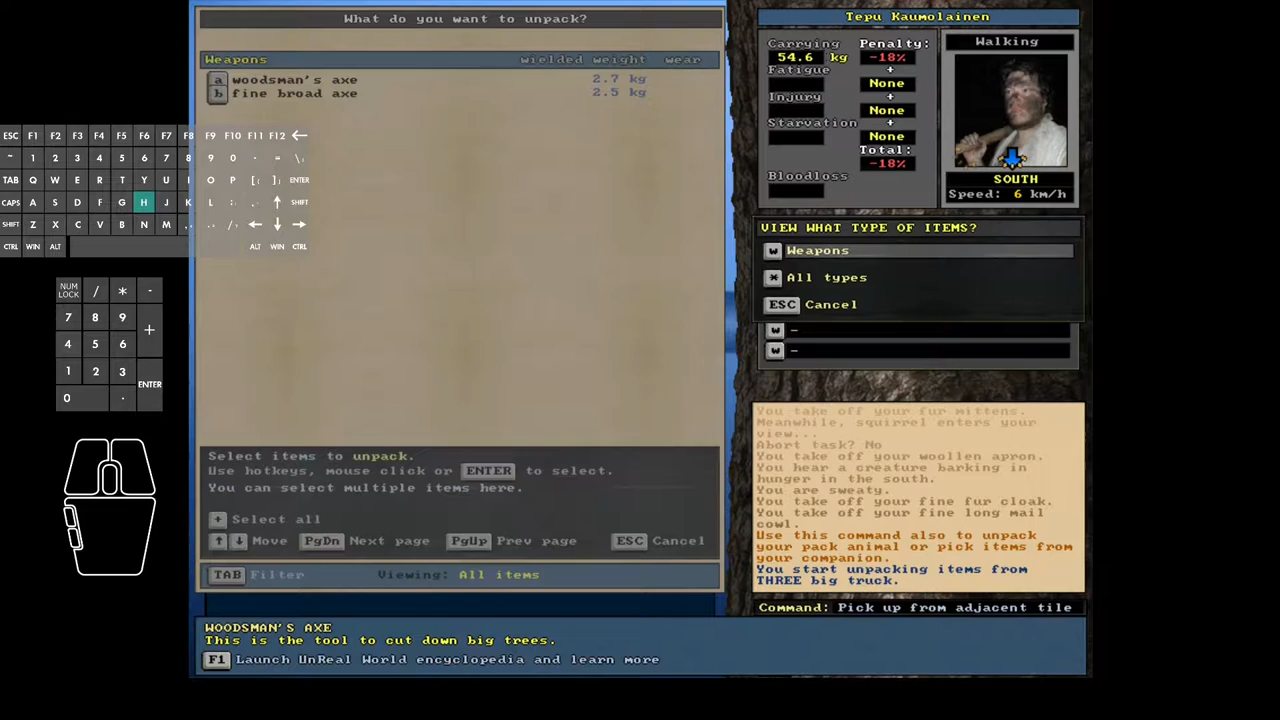 What do you want to unpack?
Weapons wielded weight wear
a woodsman's axe 2.7 kg
b fine broad axe 2.5 kg
ESC F1 F2 F3 F4 F5 F6 F7 F8 F9 F10 F11 F12 ←
~ 1 2 3 4 5 6 7 8 9 0 - = \|
TAB Q W E R T Y U I O P [{ ]} ENTER
CAPS A S D F G H J K L : ↑ SHIFT
SHIFT Z X C V B N M /? ← ↓ →
CTRL WIN ALT ALT WIN CTRL
NUM LOCK / * -
7 8 9 +
4 5 6
1 2 3 ENTER
0 .
Select items to unpack.
Use hotkeys, mouse click or ENTER to select.
You can select multiple items here.
+ Select all
↑ ↓ Move PgDn Next page PgUp Prev page ESC Cancel
TAB Filter Viewing: All items
WOODSMAN'S AXE
This is the tool to cut down big trees.
F1 Launch UnReal World encyclopedia and learn more
Tepu Kaumolainen
Carrying Penalty:
54.6 kg -18%
Fatigue +
None
Injury +
None
Starvation +
None
Total:
-18%
Bloodloss
Walking
SOUTH
Speed: 6 km/h
VIEW WHAT TYPE OF ITEMS?
w Weapons
* All types
ESC Cancel
w -
w -
You take off your fur mittens.
Meanwhile, squirrel enters your
view...
Abort task? No
You take off your woollen apron.
You hear a creature barking in
hunger in the south.
You are sweaty.
You take off your fine fur cloak.
You take off your fine long mail
cowl.
Use this command also to unpack
your pack animal or pick items from
your companion.
You start unpacking items from
THREE big truck.
Command: Pick up from adjacent tile